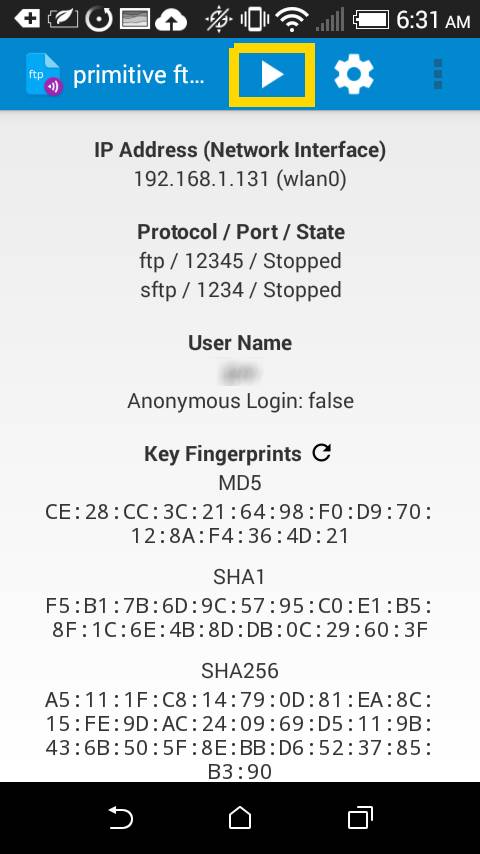 6:31 AM
ftp
primitive ft...
IP Address (Network Interface)
192.168.1.131 (wlan0)
Protocol / Port / State
ftp / 12345 / Stopped
sftp / 1234 / Stopped
User Name
Anonymous Login: false
Key Fingerprints
MD5
CE:28:CC:3C:21:64:98:F0:D9:70:
12:8A:F4:36:4D:21
SHA1
F5:B1:7B:6D:9C:57:95:C0:E1:B5:
8F:1C:6E:4B:8D:DB:0C:29:60:3F
SHA256
A5:11:1F:C8:14:79:0D:81:EA:8C:
15:FE:9D:AC:24:09:69:D5:11:9B:
43:6B:50:5F:8E:BB:D6:52:37:85:
B3:90